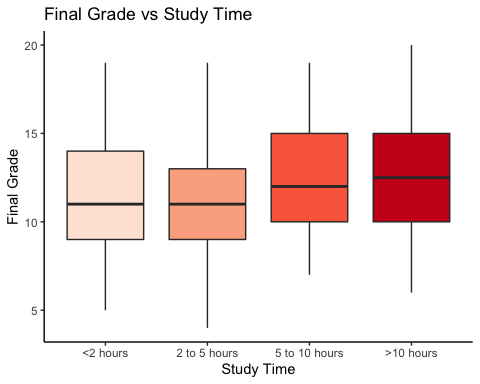 Final Grade vs Study Time
Final Grade
20
15
10
5
<2 hours
2 to 5 hours
5 to 10 hours
>10 hours
Study Time